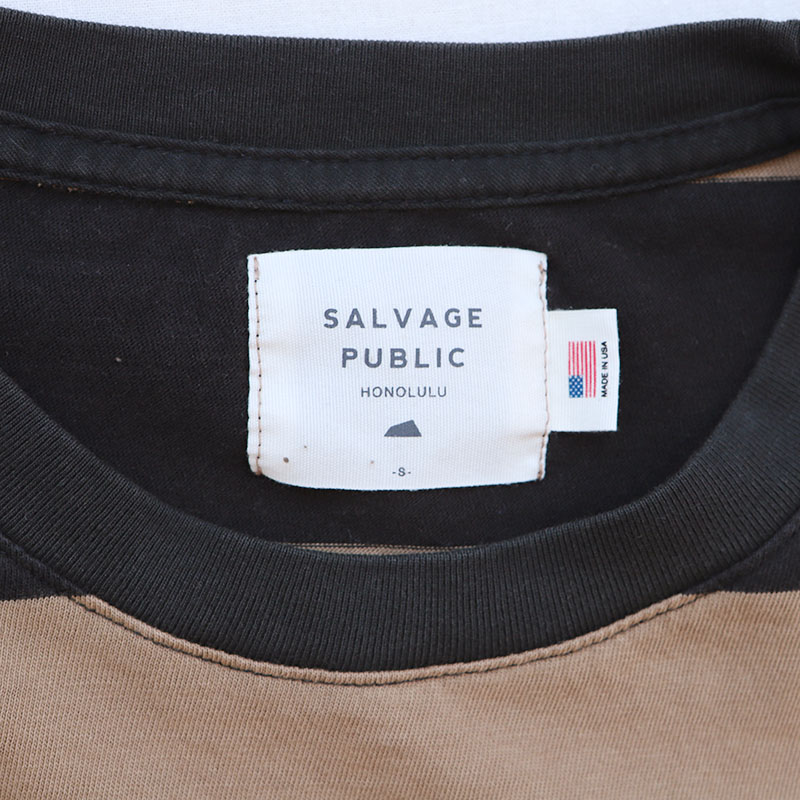 SALVAGE
PUBLIC
HONOLULU
-S-
MADE IN USA